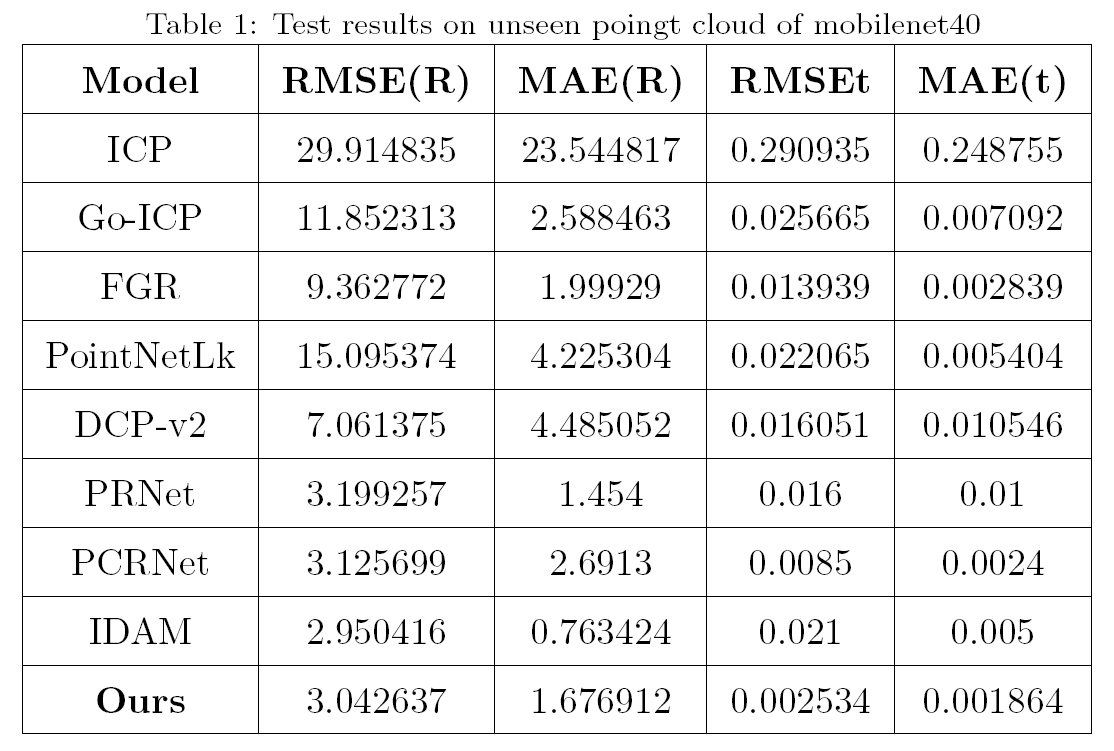 Table 1: Test results on unseen poingt cloud of mobilenet40
Model RMSE(R) MAE(R) RMSEt MAE(t)
ICP 29.914835 23.544817 0.290935 0.248755
Go-ICP 11.852313 2.588463 0.025665 0.007092
FGR 9.362772 1.99929 0.013939 0.002839
PointNetLk 15.095374 4.225304 0.022065 0.005404
DCP-v2 7.061375 4.485052 0.016051 0.010546
PRNet 3.199257 1.454 0.016 0.01
PCRNet 3.125699 2.6913 0.0085 0.0024
IDAM 2.950416 0.763424 0.021 0.005
Ours 3.042637 1.676912 0.002534 0.001864